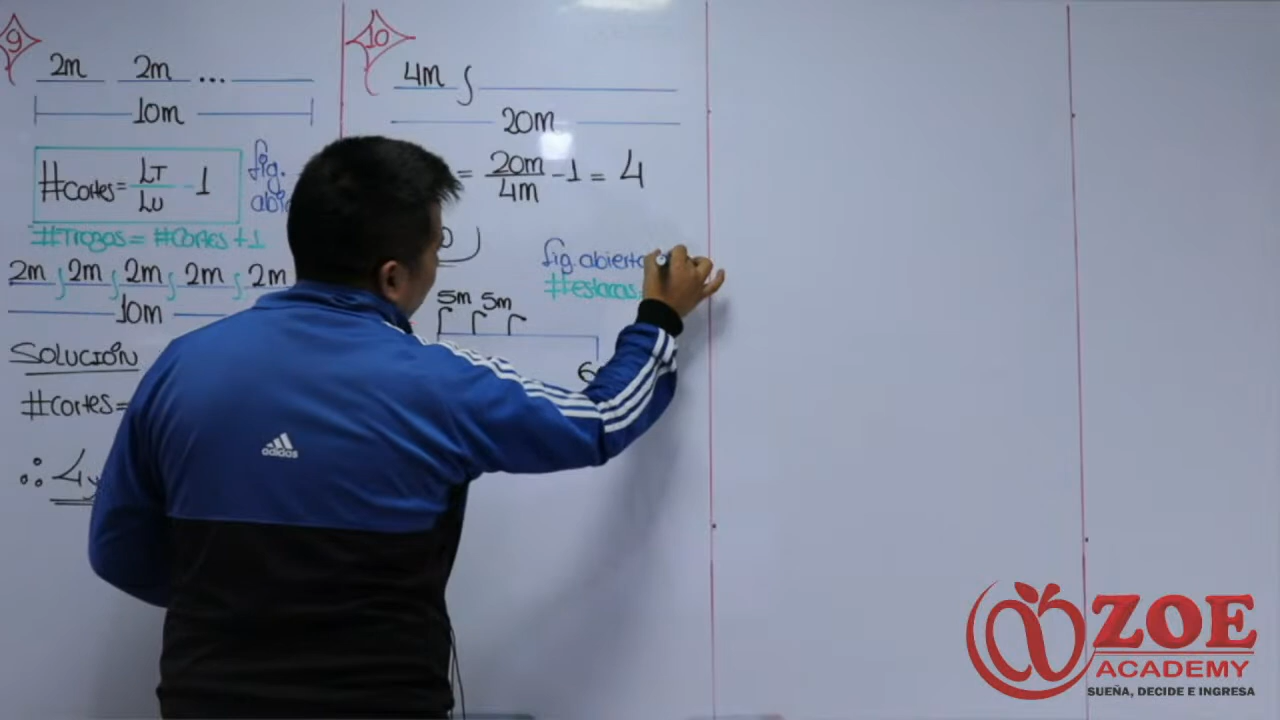 9
2m 2m ...
10m
#Cortes = LT/Lu - 1
fig.
#Trozos = #Cortes + 1
2m 2m 2m 2m 2m
10m
SOLUCIÓN
#Cortes=
∴ 4 y
10
4m
20m
= 20m/4m - 1 = 4
fig. abierta
#estacas
5m 5m
6
adidas
ZOE
ACADEMY
SUEÑA, DECIDE E INGRESA